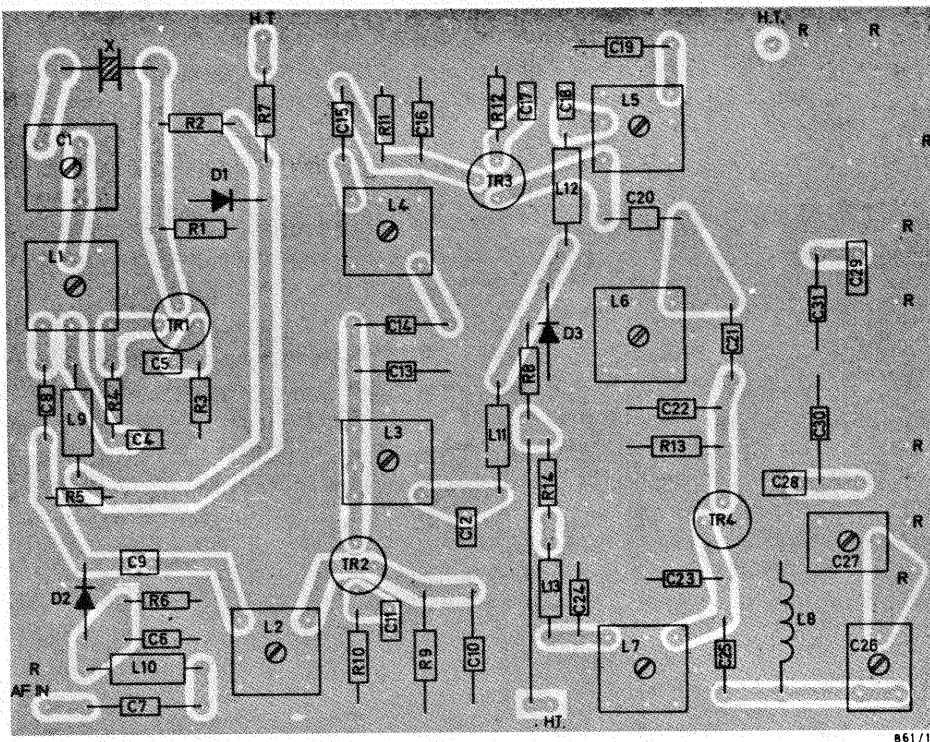 H.T. H.T. R R
X C19
R7 R12 C17 C18 L5
R2 C15 R11 C16
C1 R
TR3
D1 L12
L4 C20
R1 R
L1 C29
L6 C31 R
TR1 C14
D3 C21
C5 C13 R8
C8 R4 R3 C22
L9 C30
C4 L3 L11 R13 R
R14 C28
R5
C12 TR4 R
C27
C9 TR2
D2 C23 R
R6 L13 C24
C11 L8
C6 L2
R10 R9 C10 L7 C25 C26
R L10
AF IN
C7
HT.
861/1